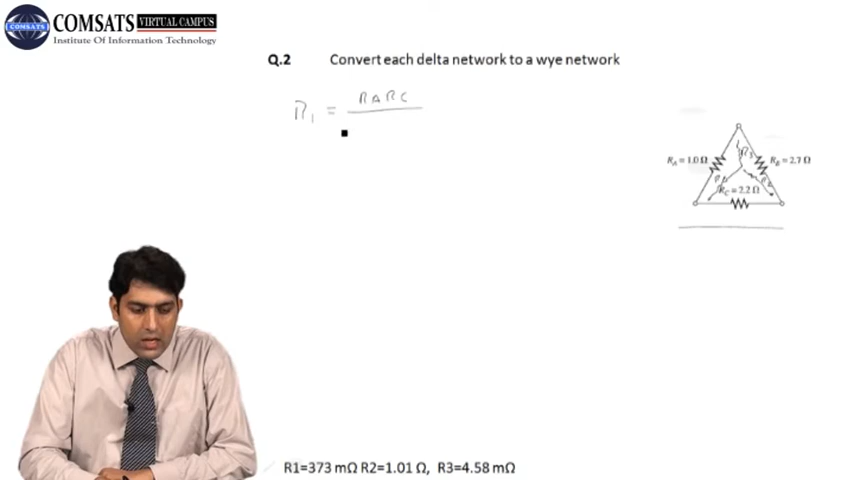 COMSATS VIRTUAL CAMPUS
COMSATS
Institute Of Information Technology
Q.2 Convert each delta network to a wye network
R1 = RARC
RA = 1.0 Ω
RB = 2.7 Ω
R3
RC = 2.2 Ω
R1=373 mΩ R2=1.01 Ω, R3=4.58 mΩ